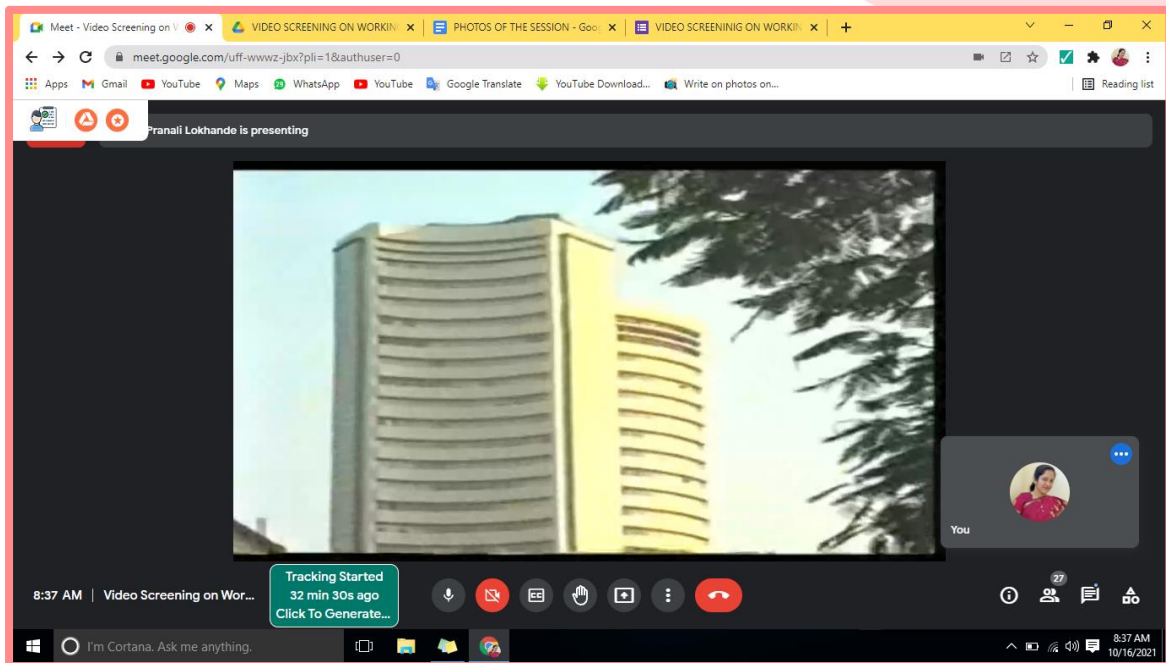 Meet - Video Screening on V
VIDEO SCREENING ON WORKIN
PHOTOS OF THE SESSION - Goo
VIDEO SCREENINIG ON WORKIN
meet.google.com/uff-wwwz-jbx?pli=1&authuser=0
Apps Gmail YouTube Maps WhatsApp YouTube Google Translate YouTube Download... Write on photos on... Reading list
Pranali Lokhande is presenting
You
8:37 AM | Video Screening on Wor...
Tracking Started
32 min 30s ago
Click To Generate...
CC
27
I'm Cortana. Ask me anything.
8:37 AM
10/16/2021